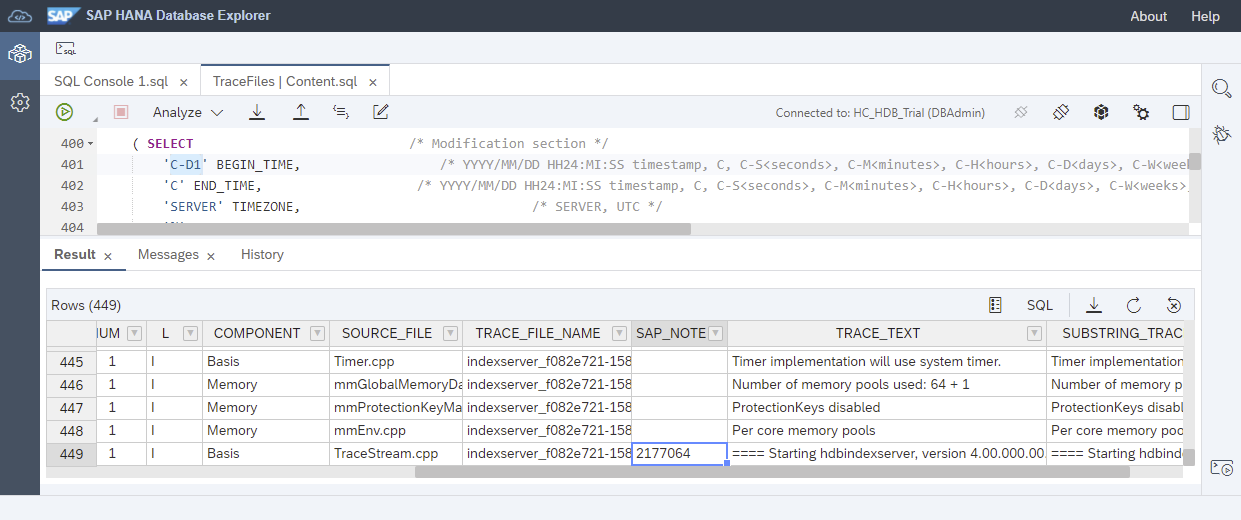 SAP SAP HANA Database Explorer About Help
SQL
SQL Console 1.sql × TraceFiles | Content.sql ×
Analyze Connected to: HC_HDB_Trial (DBAdmin)
400 ( SELECT /* Modification section */
401 'C-D1' BEGIN_TIME, /* YYYY/MM/DD HH24:MI:SS timestamp, C, C-S<seconds>, C-M<minutes>, C-H<hours>, C-D<days>, C-W<week
402 'C' END_TIME, /* YYYY/MM/DD HH24:MI:SS timestamp, C, C-S<seconds>, C-M<minutes>, C-H<hours>, C-D<days>, C-W<weeks>,
403 'SERVER' TIMEZONE, /* SERVER, UTC */
404
Result × Messages × History
Rows (449) SQL
UM L COMPONENT SOURCE_FILE TRACE_FILE_NAME SAP_NOTE TRACE_TEXT SUBSTRING_TRAC
445 1 I Basis Timer.cpp indexserver_f082e721-158 Timer implementation will use system timer. Timer implementation
446 1 I Memory mmGlobalMemoryDa indexserver_f082e721-158 Number of memory pools used: 64 + 1 Number of memory p
447 1 I Memory mmProtectionKeyMa indexserver_f082e721-158 ProtectionKeys disabled ProtectionKeys disabl
448 1 I Memory mmEnv.cpp indexserver_f082e721-158 Per core memory pools Per core memory poo
449 1 I Basis TraceStream.cpp indexserver_f082e721-158 2177064 ==== Starting hdbindexserver, version 4.00.000.00. ==== Starting hdbinde